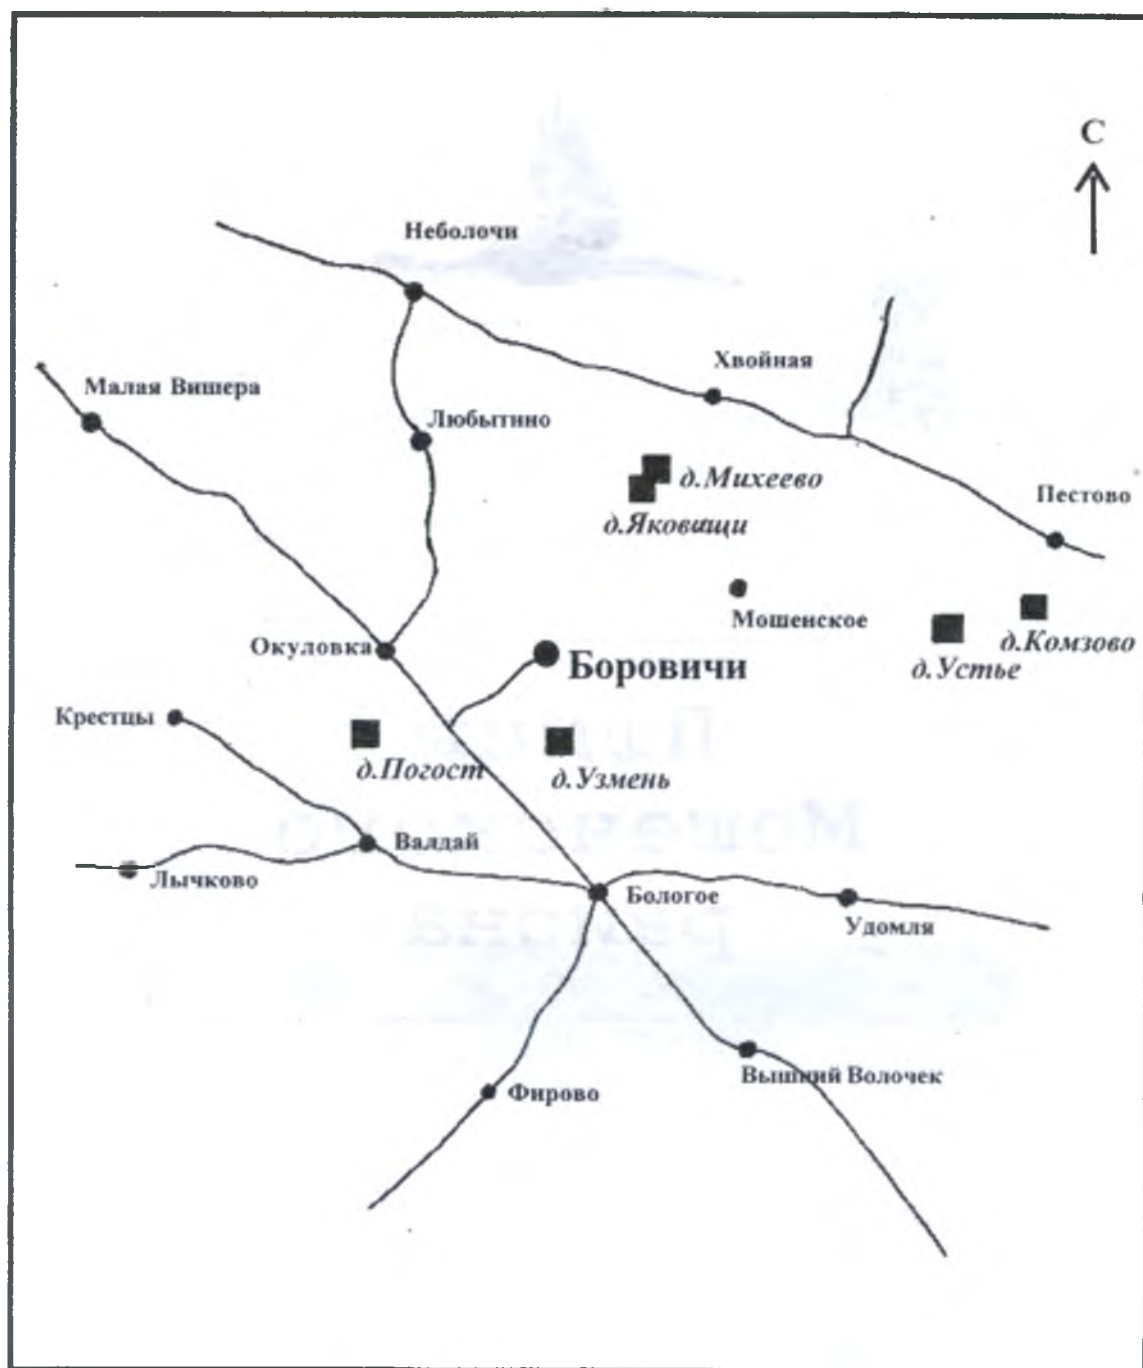 С
Неболочи
Хвойная
Малая Вишера
Любытино
д.Михеево
Пестово
д.Яковищи
Мошенское
д.Комзово
Окуловка
Боровичи
д.Устье
Крестцы
д.Погост
д.Узмень
Валдай
Лычково
Бологое
Удомля
Вышний Волочек
Фирово